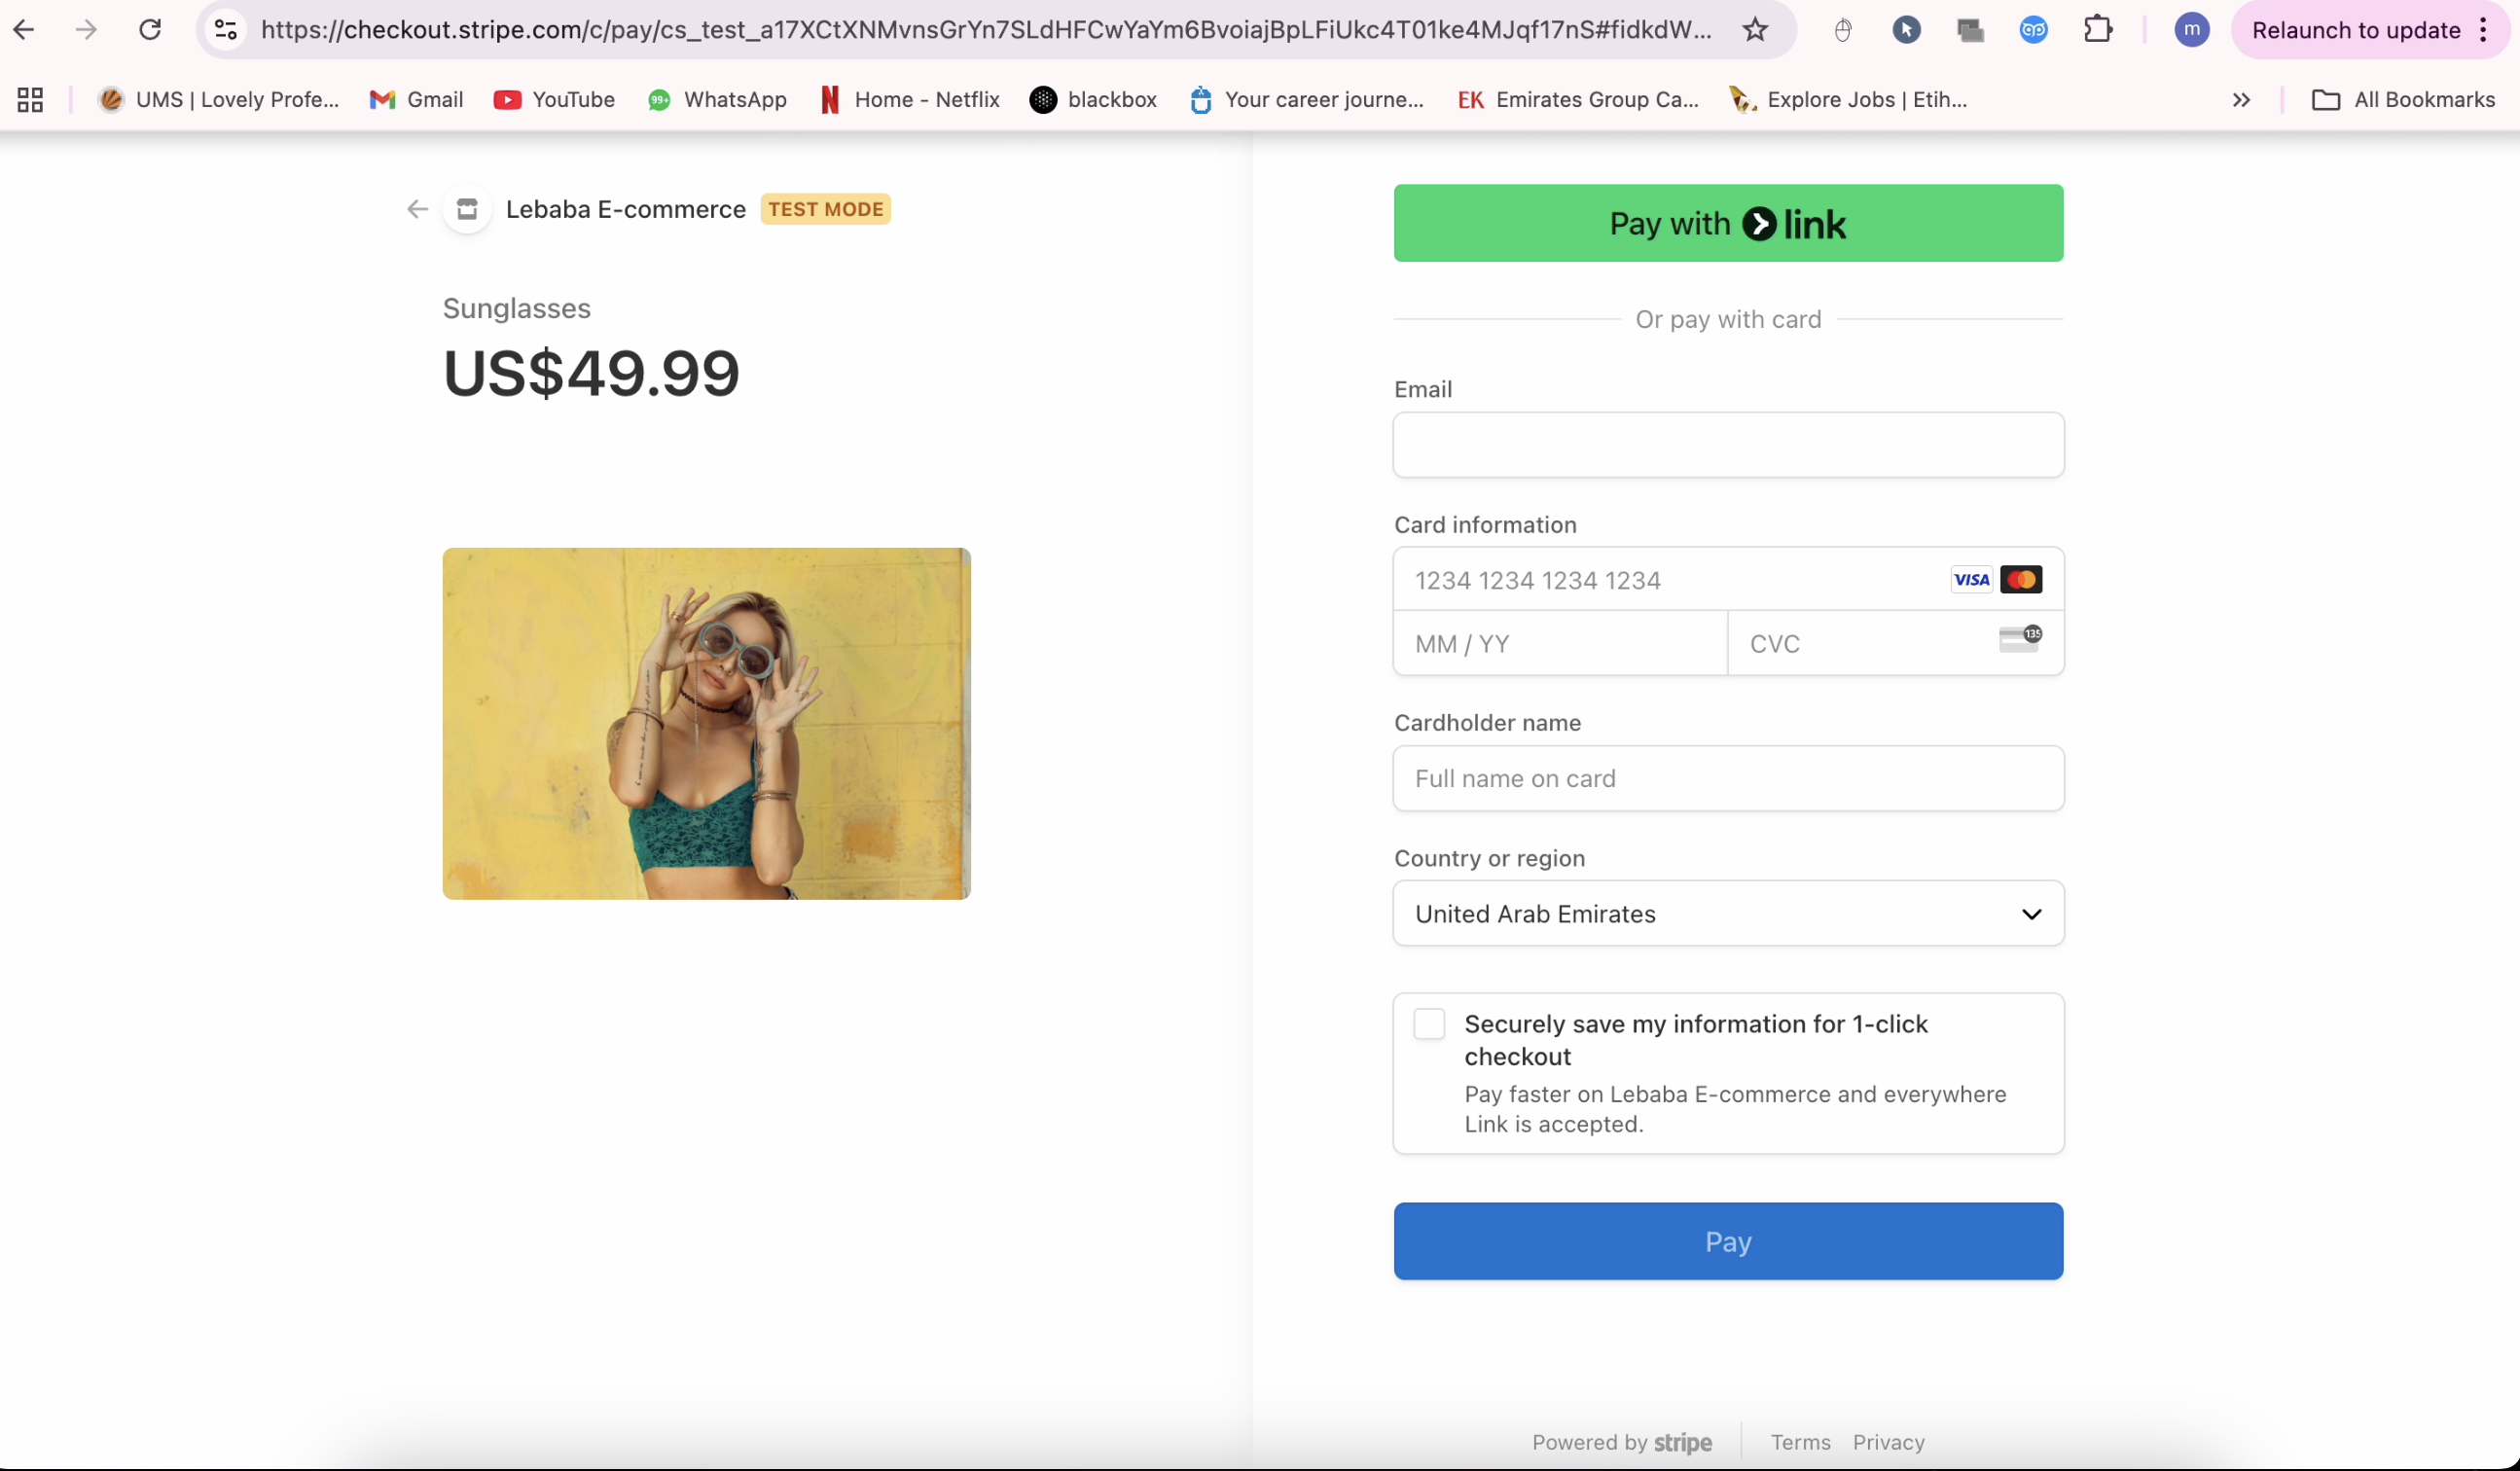 https://checkout.stripe.com/c/pay/cs_test_a17XCtXNMvnsGrYn7SLdHFCwYaYm6BvoiajBpLFiUkc4T01ke4MJqf17nS#fidkdW...
m
Relaunch to update
UMS | Lovely Profe...
Gmail
YouTube
99+
WhatsApp
Home - Netflix
blackbox
Your career journe...
EK
Emirates Group Ca...
Explore Jobs | Etih...
All Bookmarks
Lebaba E-commerce
TEST MODE
Sunglasses
US$49.99
Pay with link
Or pay with card
Email
Card information
1234 1234 1234 1234
VISA
MM / YY
CVC
135
Cardholder name
Full name on card
Country or region
United Arab Emirates
Securely save my information for 1-click
checkout
Pay faster on Lebaba E-commerce and everywhere
Link is accepted.
Pay
Powered by stripe
Terms
Privacy